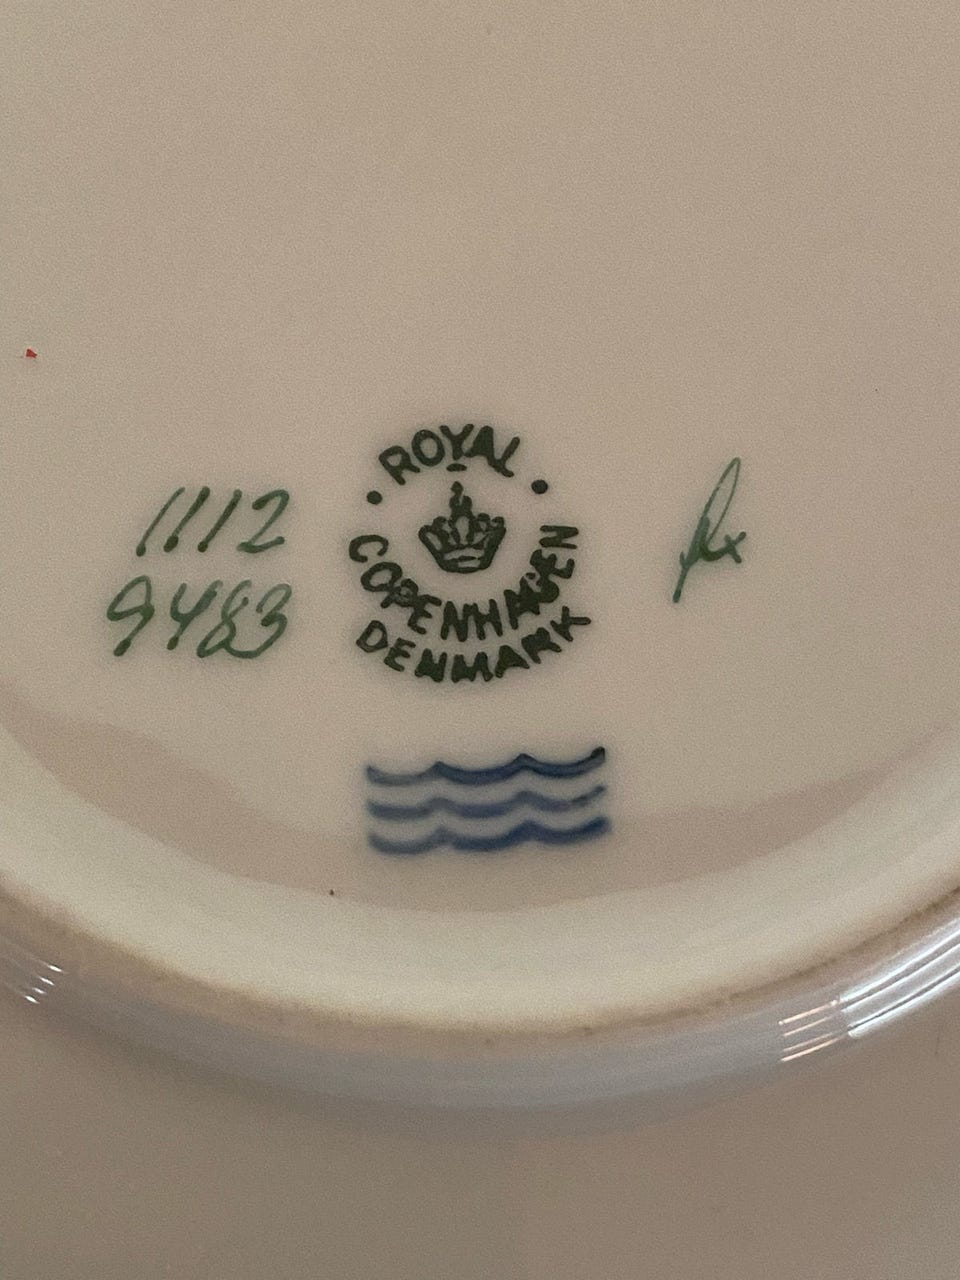 ROYAL
COPENHAGEN
DENMARK
1112
9483